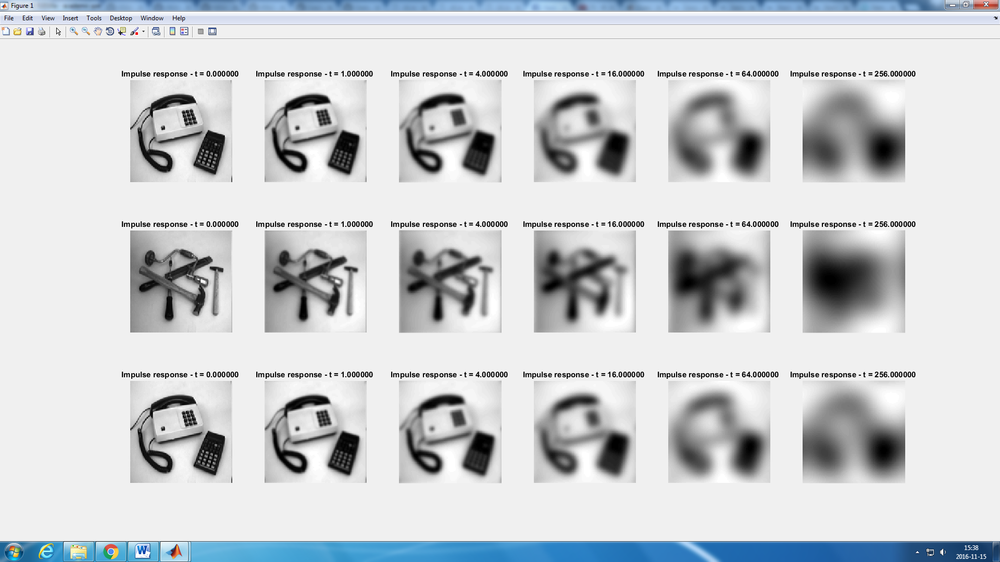 Figure 1
File Edit View Insert Tools Desktop Window Help
Impulse response - t = 0.000000 Impulse response - t = 1.000000 Impulse response - t = 4.000000 Impulse response - t = 16.000000 Impulse response - t = 64.000000 Impulse response - t = 256.000000
Impulse response - t = 0.000000 Impulse response - t = 1.000000 Impulse response - t = 4.000000 Impulse response - t = 16.000000 Impulse response - t = 64.000000 Impulse response - t = 256.000000
Impulse response - t = 0.000000 Impulse response - t = 1.000000 Impulse response - t = 4.000000 Impulse response - t = 16.000000 Impulse response - t = 64.000000 Impulse response - t = 256.000000
15:38
2016-11-15